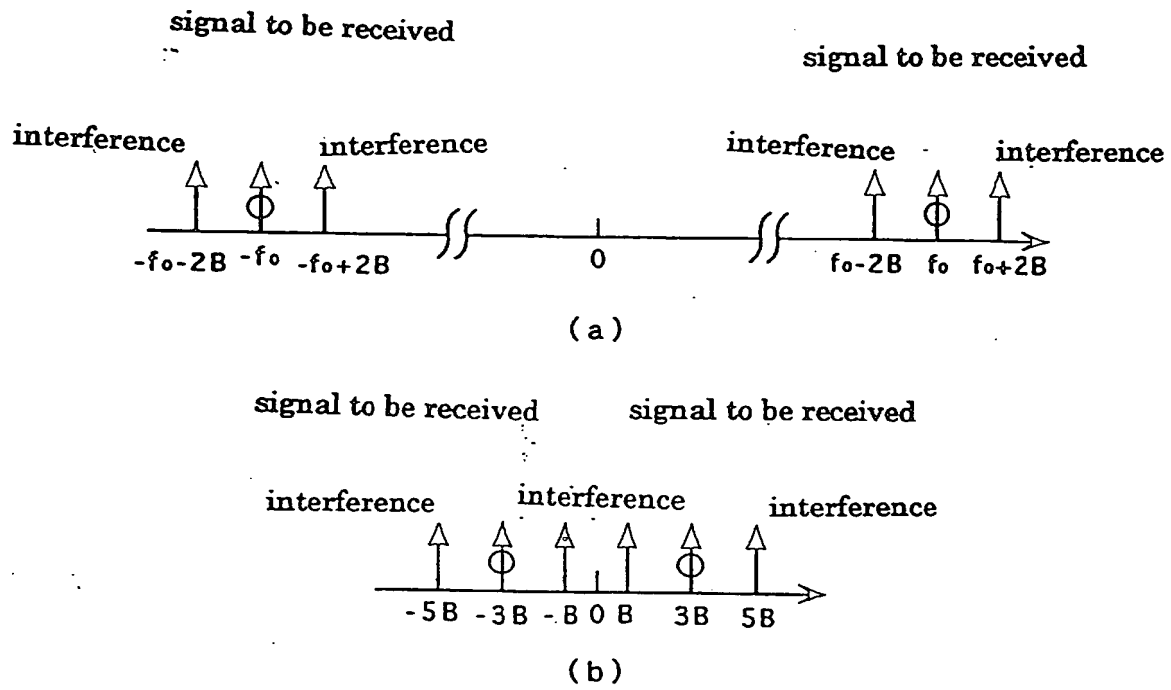 signal to be received
signal to be received
interference
interference
interference
interference
-fo-2B -fo -fo+2B 0 fo-2B fo fo+2B
(a)
signal to be received signal to be received
interference interference interference
-5B -3B -B 0 B 3B 5B
(b)